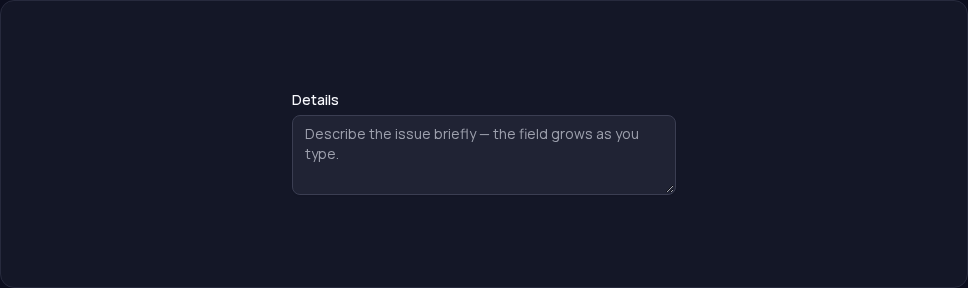 Details
Describe the issue briefly — the field grows as you
type.